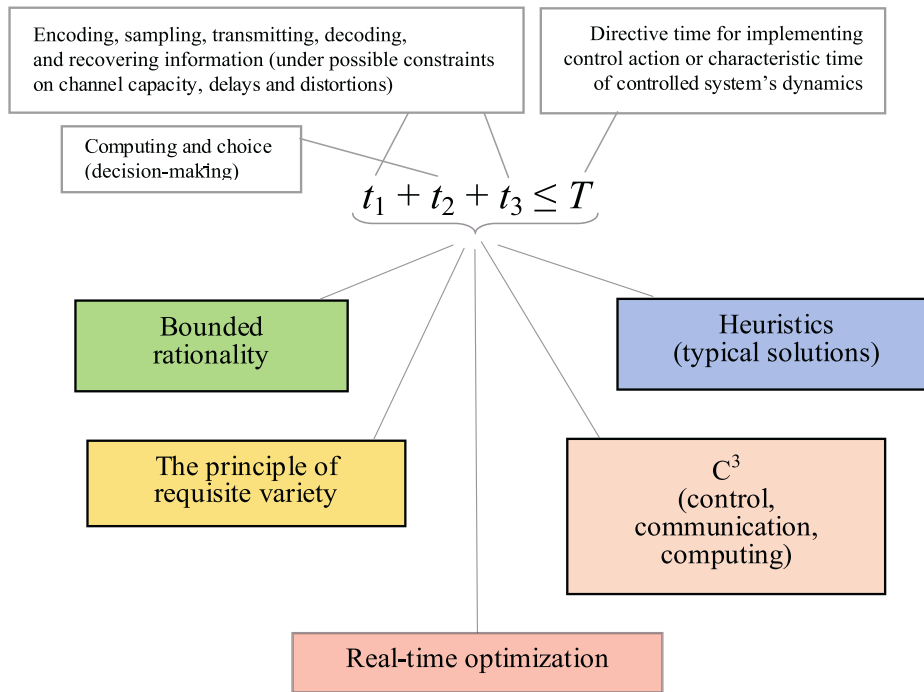 Encoding, sampling, transmitting, decoding,
and recovering information (under possible constraints
on channel capacity, delays and distortions)
Directive time for implementing
control action or characteristic time
of controlled system's dynamics
Computing and choice
(decision-making)
t₁ + t₂ + t₃ ≤ T
Bounded
rationality
Heuristics
(typical solutions)
The principle of
requisite variety
C³
(control,
communication,
computing)
Real-time optimization